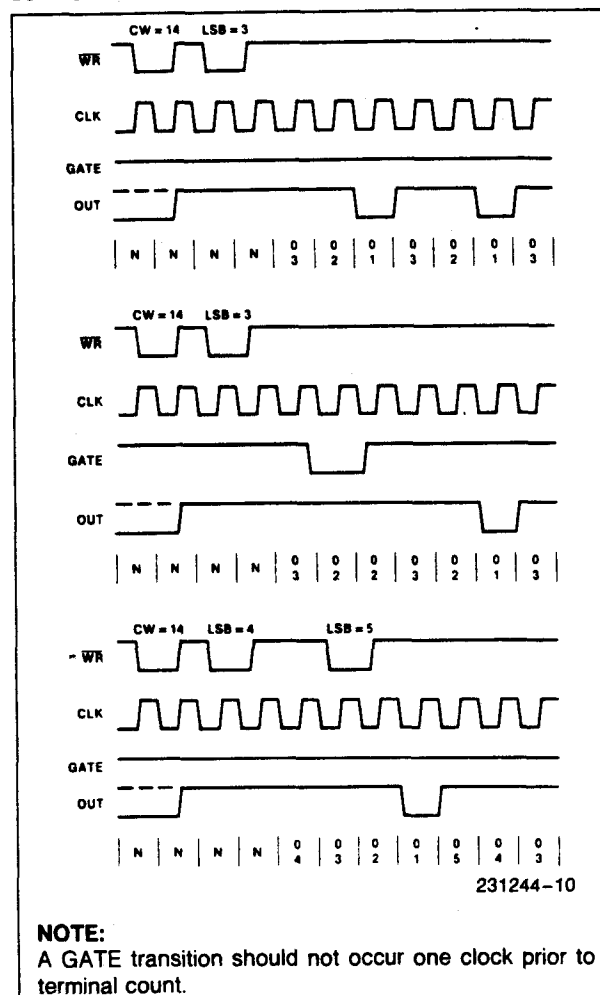 CW = 14 LSB = 3
WR
CLK
GATE
OUT
N N N N 0 0 0 0 0 0 0
3 2 1 3 2 1 3
CW = 14 LSB = 3
WR
CLK
GATE
OUT
N N N N 0 0 0 0 0 0 0
3 2 2 3 2 1 3
CW = 14 LSB = 4 LSB = 5
WR
CLK
GATE
OUT
N N N N 0 0 0 0 0 0 0
4 3 2 1 5 4 3
231244–10
NOTE:
A GATE transition should not occur one clock prior to
terminal count.